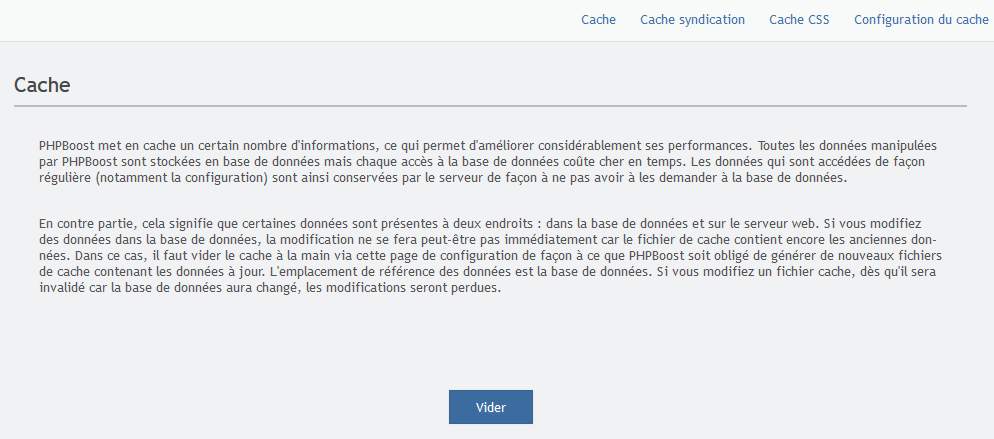 Cache Cache syndication Cache CSS Configuration du cache
Cache
PHPBoost met en cache un certain nombre d'informations, ce qui permet d'améliorer considérablement ses performances. Toutes les données manipulées
par PHPBoost sont stockées en base de données mais chaque accès à la base de données coûte cher en temps. Les données qui sont accédées de façon
régulière (notamment la configuration) sont ainsi conservées par le serveur de façon à ne pas avoir à les demander à la base de données.
En contre partie, cela signifie que certaines données sont présentes à deux endroits : dans la base de données et sur le serveur web. Si vous modifiez
des données dans la base de données, la modification ne se fera peut-être pas immédiatement car le fichier de cache contient encore les anciennes don-
nées. Dans ce cas, il faut vider le cache à la main via cette page de configuration de façon à ce que PHPBoost soit obligé de générer de nouveaux fichiers
de cache contenant les données à jour. L'emplacement de référence des données est la base de données. Si vous modifiez un fichier cache, dès qu'il sera
invalidé car la base de données aura changé, les modifications seront perdues.
Vider